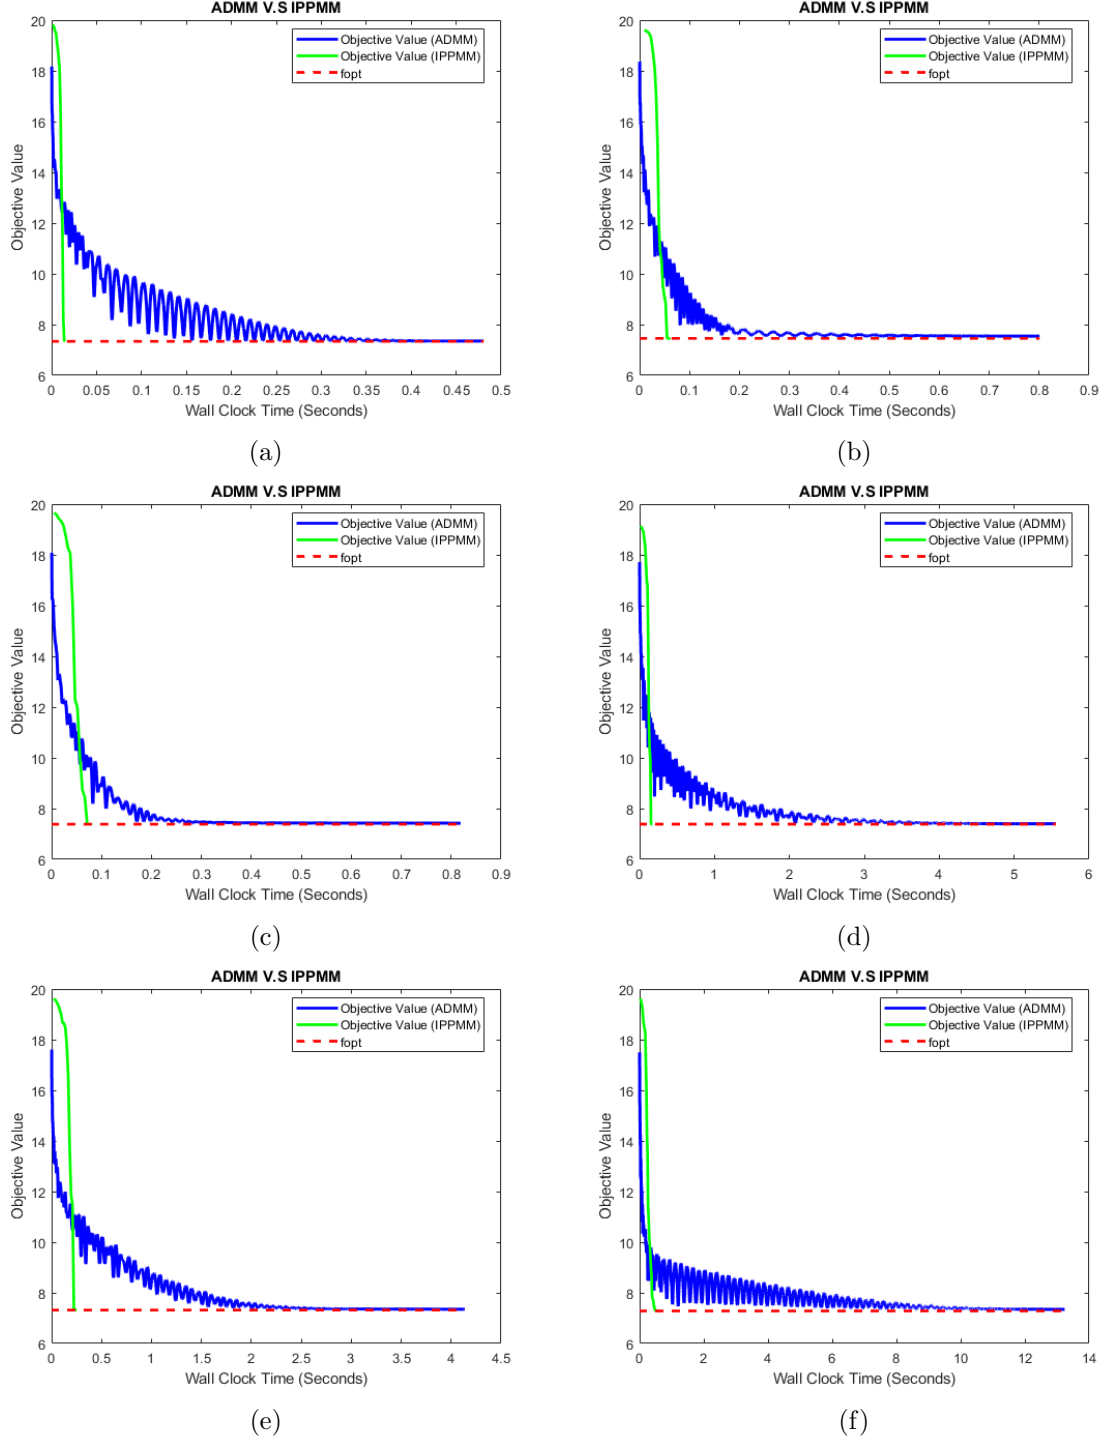 ADMM V.S IPPMM
Objective Value (ADMM)
Objective Value (IPPMM)
fopt
Objective Value
20
18
16
14
12
10
8
6
0 0.05 0.1 0.15 0.2 0.25 0.3 0.35 0.4 0.45 0.5
Wall Clock Time (Seconds)
(a)
ADMM V.S IPPMM
Objective Value (ADMM)
Objective Value (IPPMM)
fopt
Objective Value
20
18
16
14
12
10
8
6
0 0.1 0.2 0.3 0.4 0.5 0.6 0.7 0.8 0.9
Wall Clock Time (Seconds)
(b)
ADMM V.S IPPMM
Objective Value (ADMM)
Objective Value (IPPMM)
fopt
Objective Value
20
18
16
14
12
10
8
6
0 0.1 0.2 0.3 0.4 0.5 0.6 0.7 0.8 0.9
Wall Clock Time (Seconds)
(c)
ADMM V.S IPPMM
Objective Value (ADMM)
Objective Value (IPPMM)
fopt
Objective Value
20
18
16
14
12
10
8
6
0 1 2 3 4 5 6
Wall Clock Time (Seconds)
(d)
ADMM V.S IPPMM
Objective Value (ADMM)
Objective Value (IPPMM)
fopt
Objective Value
20
18
16
14
12
10
8
6
0 0.5 1 1.5 2 2.5 3 3.5 4 4.5
Wall Clock Time (Seconds)
(e)
ADMM V.S IPPMM
Objective Value (ADMM)
Objective Value (IPPMM)
fopt
Objective Value
20
18
16
14
12
10
8
6
0 2 4 6 8 10 12 14
Wall Clock Time (Seconds)
(f)